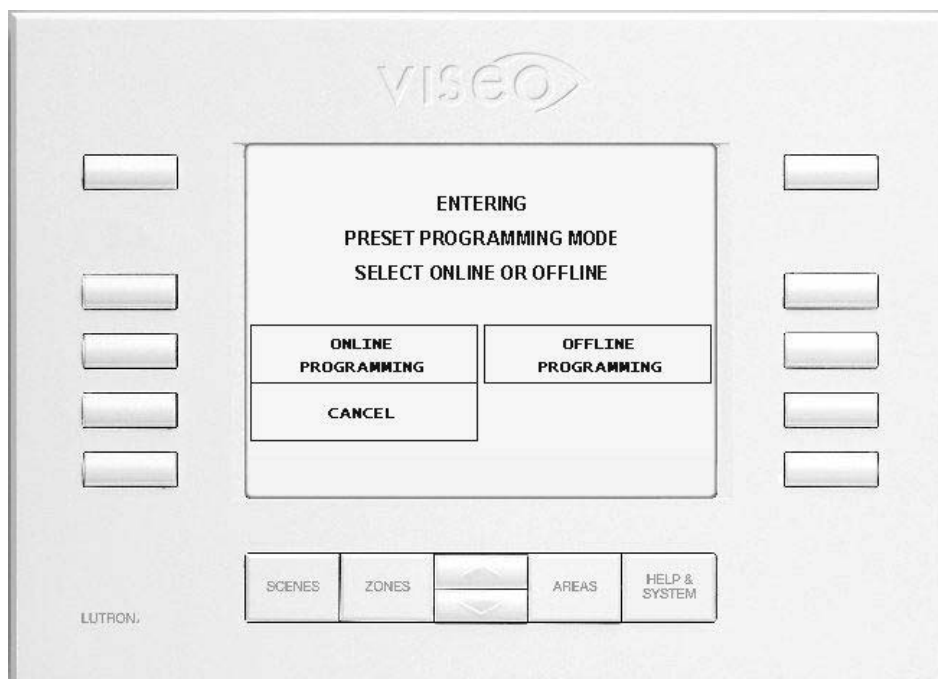 VISEO
ENTERING
PRESET PROGRAMMING MODE
SELECT ONLINE OR OFFLINE
ONLINE
PROGRAMMING
OFFLINE
PROGRAMMING
CANCEL
SCENES
ZONES
AREAS
HELP &
SYSTEM
LUTRON.